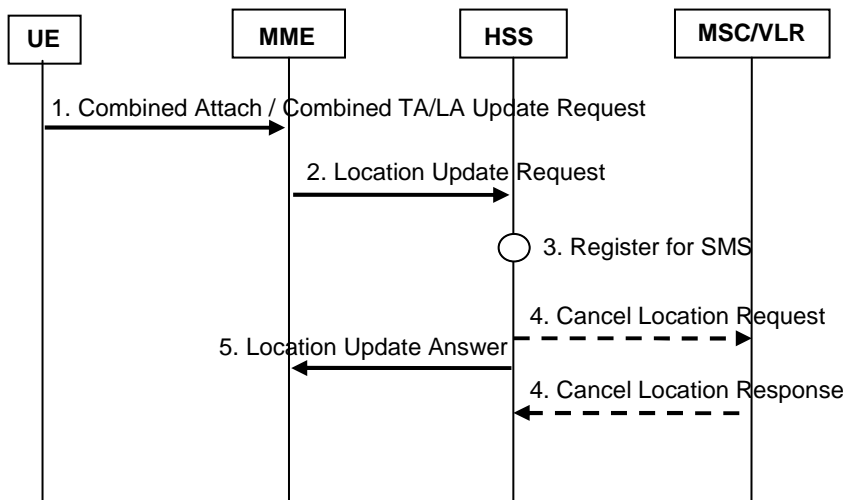 UE
MME
HSS
MSC/VLR
1. Combined Attach / Combined TA/LA Update Request
2. Location Update Request
3. Register for SMS
4. Cancel Location Request
5. Location Update Answer
4. Cancel Location Response